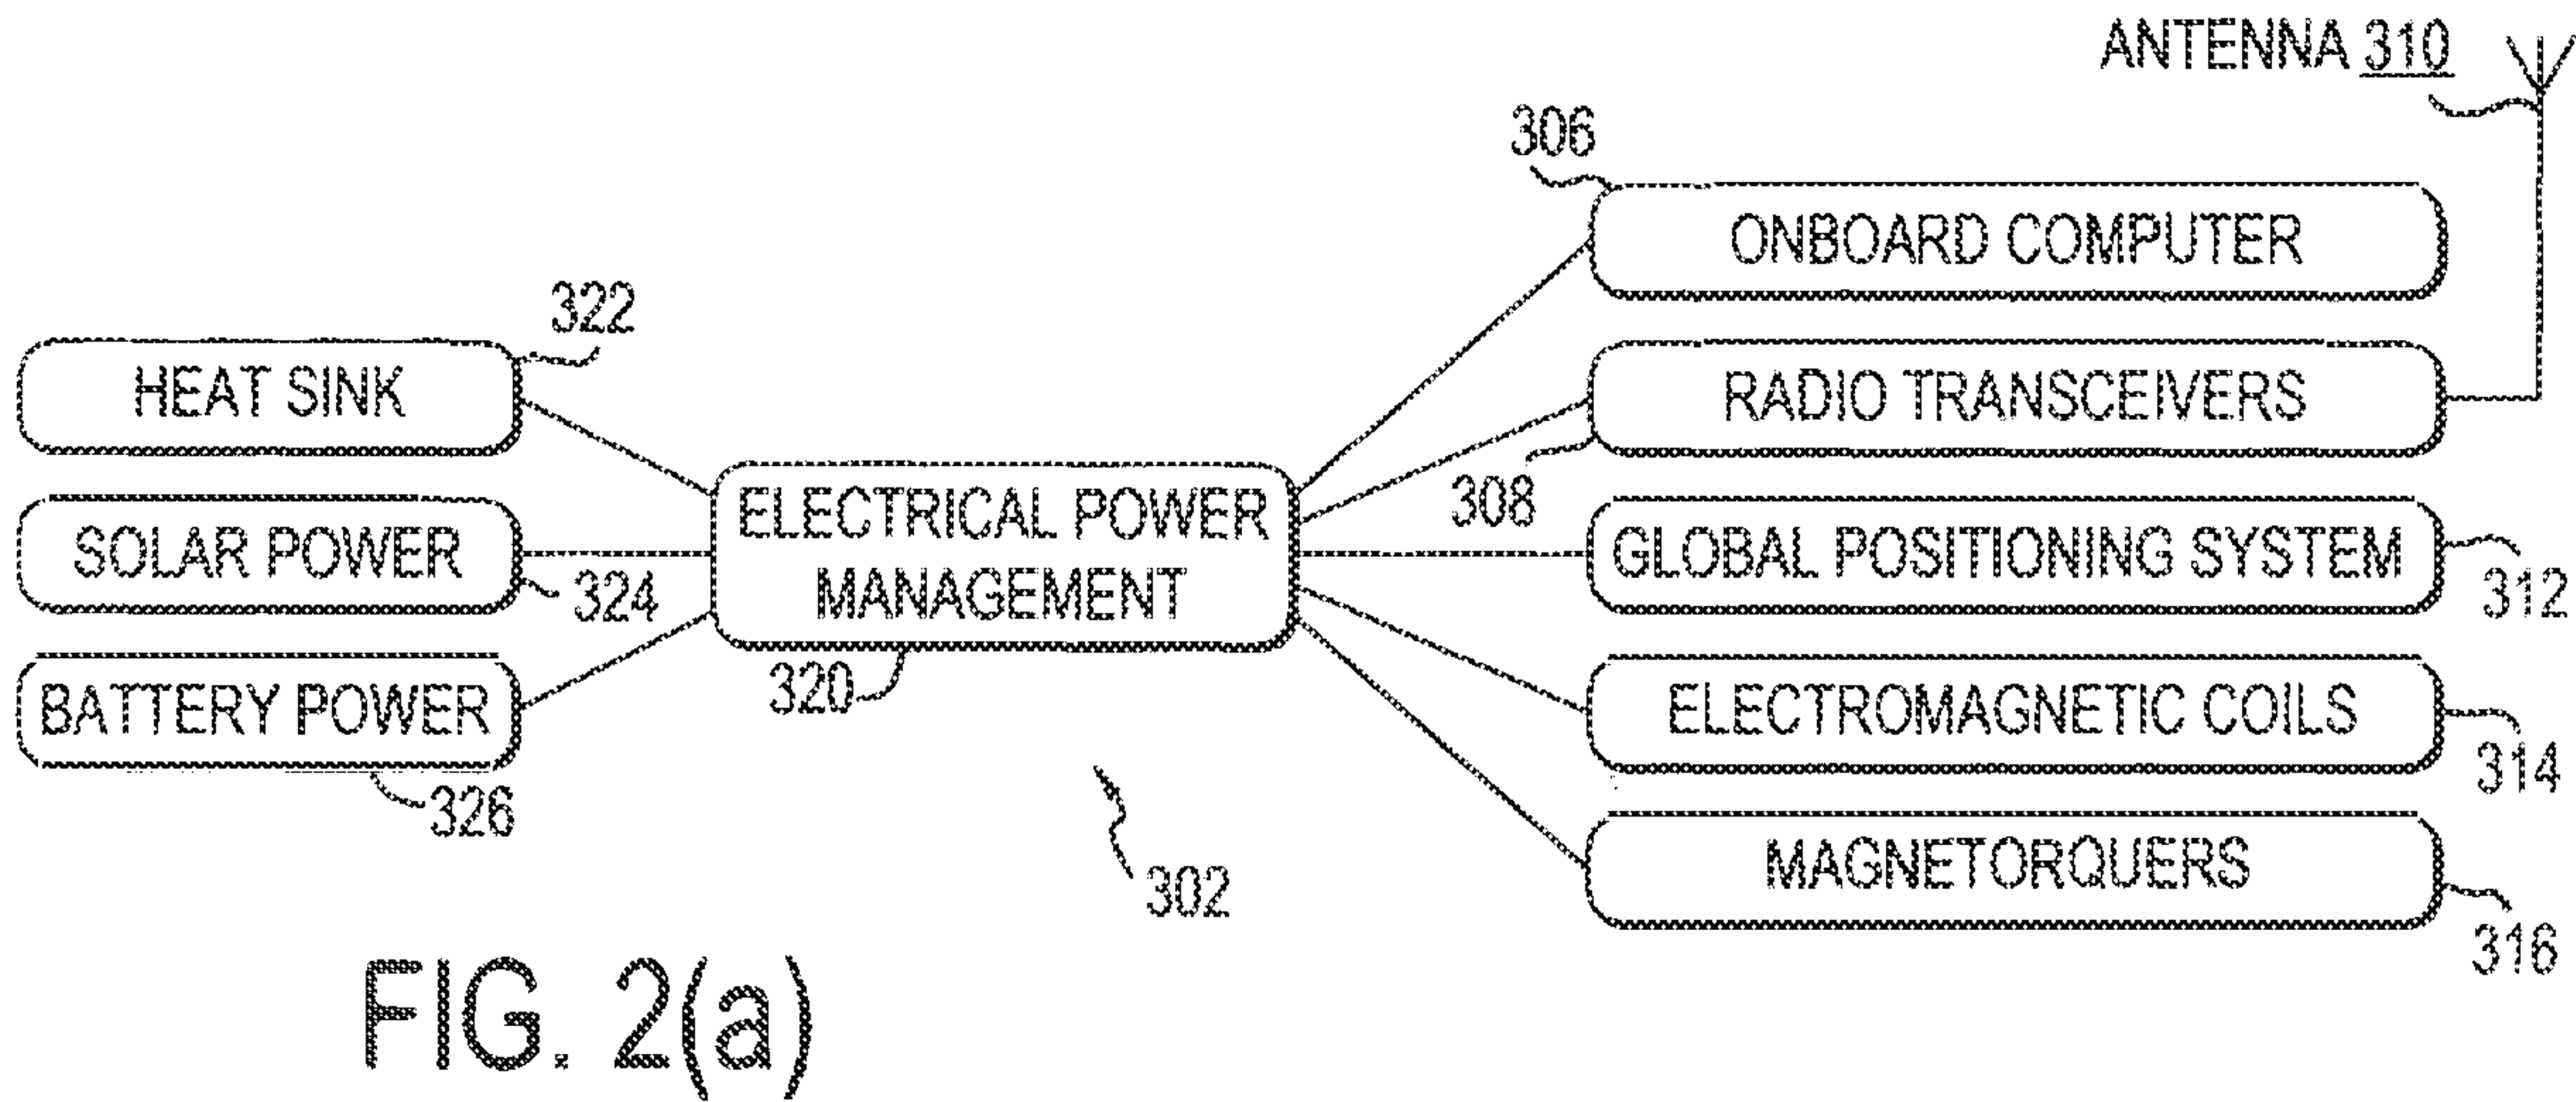 ANTENNA 310
306
ONBOARD COMPUTER
322
HEAT SINK
RADIO TRANSCEIVERS
308
ELECTRICAL POWER
MANAGEMENT
320
SOLAR POWER
324
GLOBAL POSITIONING SYSTEM
312
BATTERY POWER
326
ELECTROMAGNETIC COILS
314
302
MAGNETORQUERS
316
FIG. 2(a)